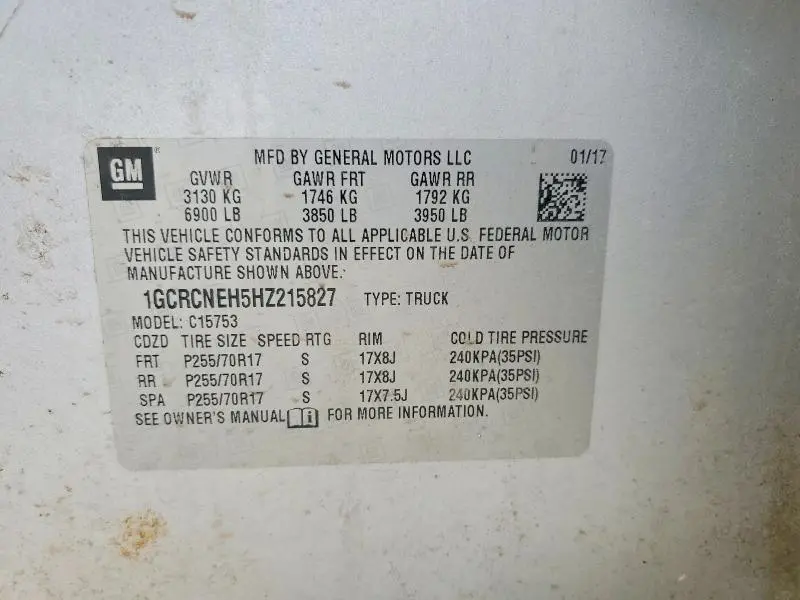 GM
MFD BY GENERAL MOTORS LLC 01/17
GVWR GAWR FRT GAWR RR
3130 KG 1746 KG 1792 KG
6900 LB 3850 LB 3950 LB
THIS VEHICLE CONFORMS TO ALL APPLICABLE U.S. FEDERAL MOTOR
VEHICLE SAFETY STANDARDS IN EFFECT ON THE DATE OF
MANUFACTURE SHOWN ABOVE.
1GCRCNEH5HZ215827 TYPE: TRUCK
MODEL: C15753
CDZD TIRE SIZE SPEED RTG RIM COLD TIRE PRESSURE
FRT P255/70R17 S 17X8J 240KPA(35PSI)
RR P255/70R17 S 17X8J 240KPA(35PSI)
SPA P255/70R17 S 17X7.5J 240KPA(35PSI)
SEE OWNER'S MANUAL i FOR MORE INFORMATION.